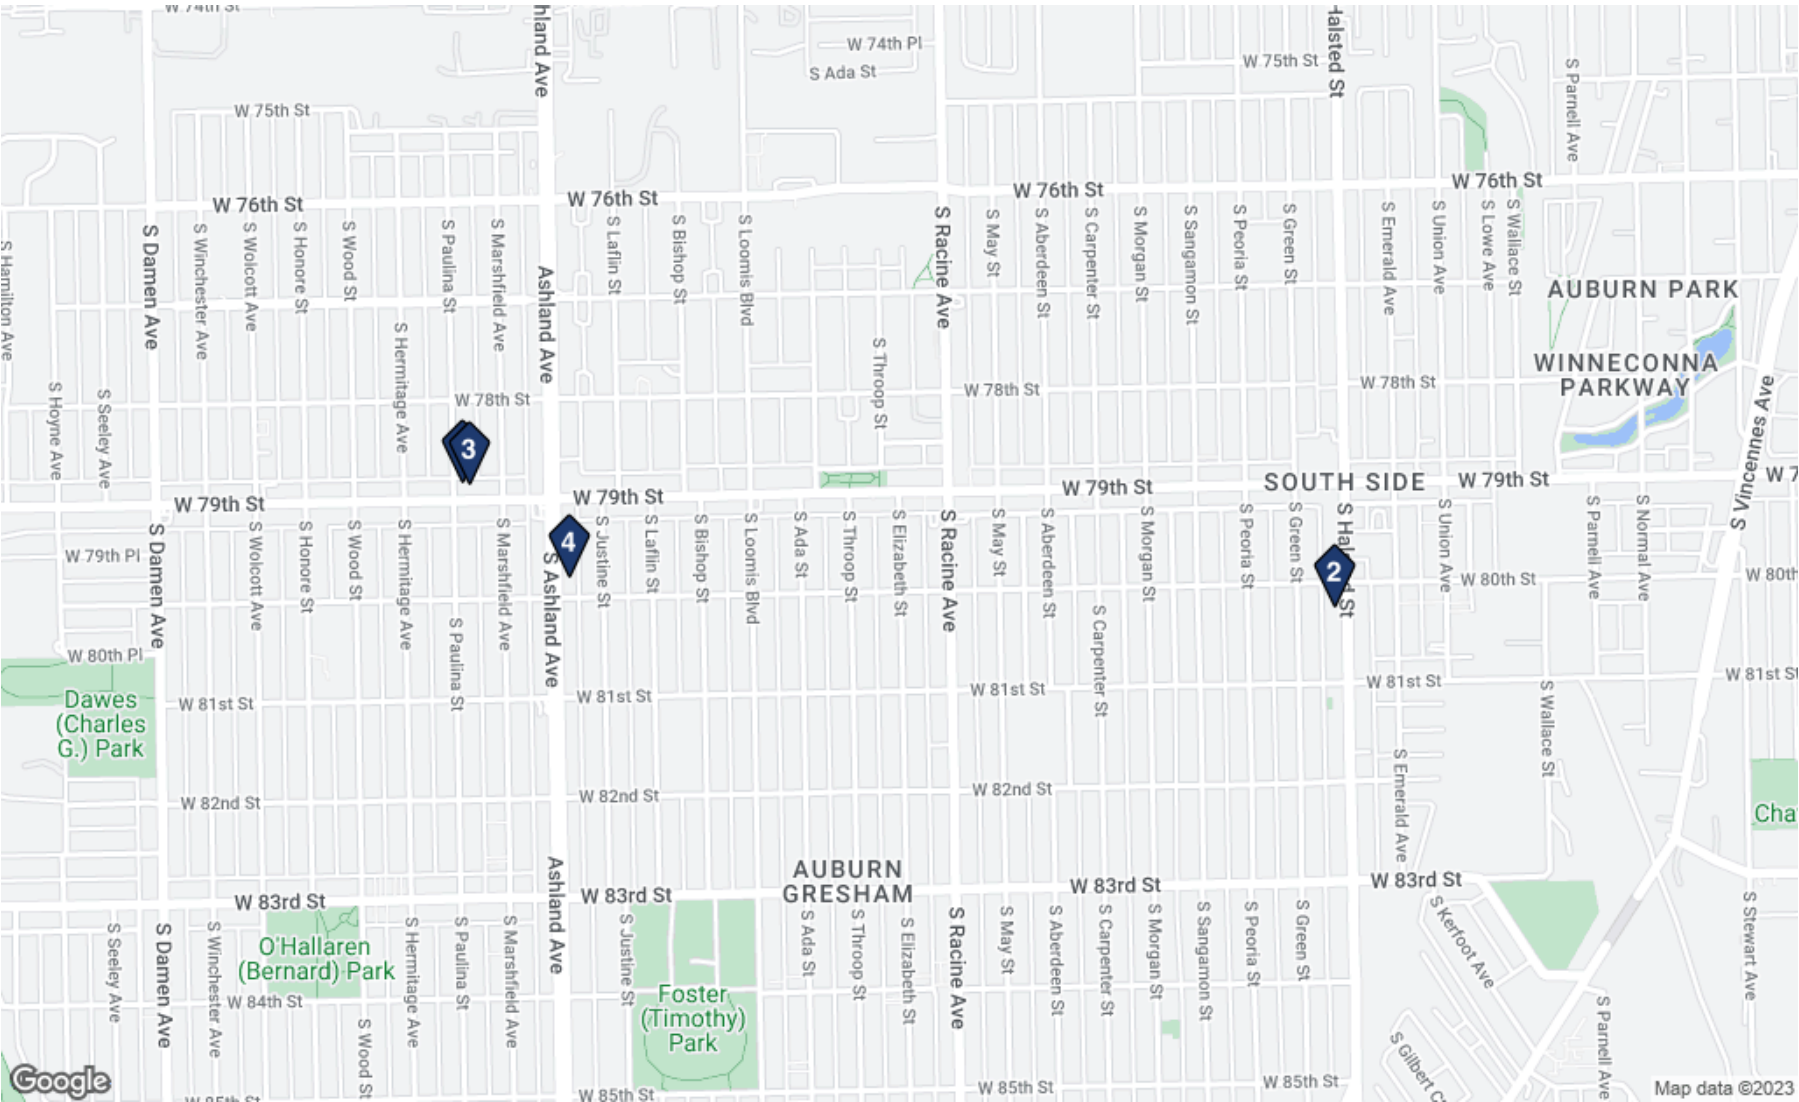 W 74th St
hland Ave
Halsted St
W 74th Pl
S Ada St
W 75th St
S Parnell Ave
W 75th St
W 76th St
W 76th St
W 76th St
W 76th St
S Hamilton Ave
S Damen Ave
S Winchester Ave
S Wolcott Ave
S Honore St
S Wood St
S Paulina St
S Marshfield Ave
Ashland Ave
S Laflin St
S Bishop St
S Loomis Blvd
S Racine Ave
S May St
S Aberdeen St
S Carpenter St
S Morgan St
S Sangamon St
S Peoria St
S Green St
S Emerald Ave
S Union Ave
S Lowe Ave
S Wallace St
AUBURN PARK
WINNECONNA
PARKWAY
S Hermitage Ave
S Throop St
S Hoyne Ave
S Seeley Ave
W 78th St
W 78th St
W 78th St
S Vincennes Ave
3
W 79th St
W 79th St
W 79th St
SOUTH SIDE
W 79th St
W 7
4
2
W 79th Pl
S Damen Ave
S Wolcott Ave
S Honore St
S Wood St
S Hermitage Ave
S Marshfield Ave
S Ashland Ave
S Justine St
S Laflin St
S Bishop St
S Loomis Blvd
S Ada St
S Throop St
S Elizabeth St
S Racine Ave
S May St
S Aberdeen St
S Morgan St
S Peoria St
S Green St
S Hal d St
S Union Ave
S Parnell Ave
S Normal Ave
W 80th St
W 80th
W 80th Pl
S Paulina St
S Carpenter St
Dawes
(Charles
G.) Park
W 81st St
W 81st St
W 81st St
W 81st St
W 81st St
S Wallace St
S Emerald Ave
W 82nd St
W 82nd St
W 82nd St
Cha
AUBURN
GRESHAM
Ashland Ave
W 83rd St
W 83rd St
W 83rd St
W 83rd St
S Seeley Ave
S Damen Ave
S Winchester Ave
O'Hallaren
(Bernard) Park
S Hermitage Ave
S Paulina St
S Marshfield Ave
S Justine St
S Ada St
S Throop St
S Elizabeth St
S Racine Ave
S May St
S Aberdeen St
S Carpenter St
S Morgan St
S Sangamon St
S Peoria St
S Green St
S Kerfoot Ave
S Stewart Ave
W 84th St
Foster
(Timothy)
Park
S Wood St
S Gilbert C
S Parnell Ave
Google
W 85th St
W 85th St
W 85th St
W 85th St
Map data ©2023